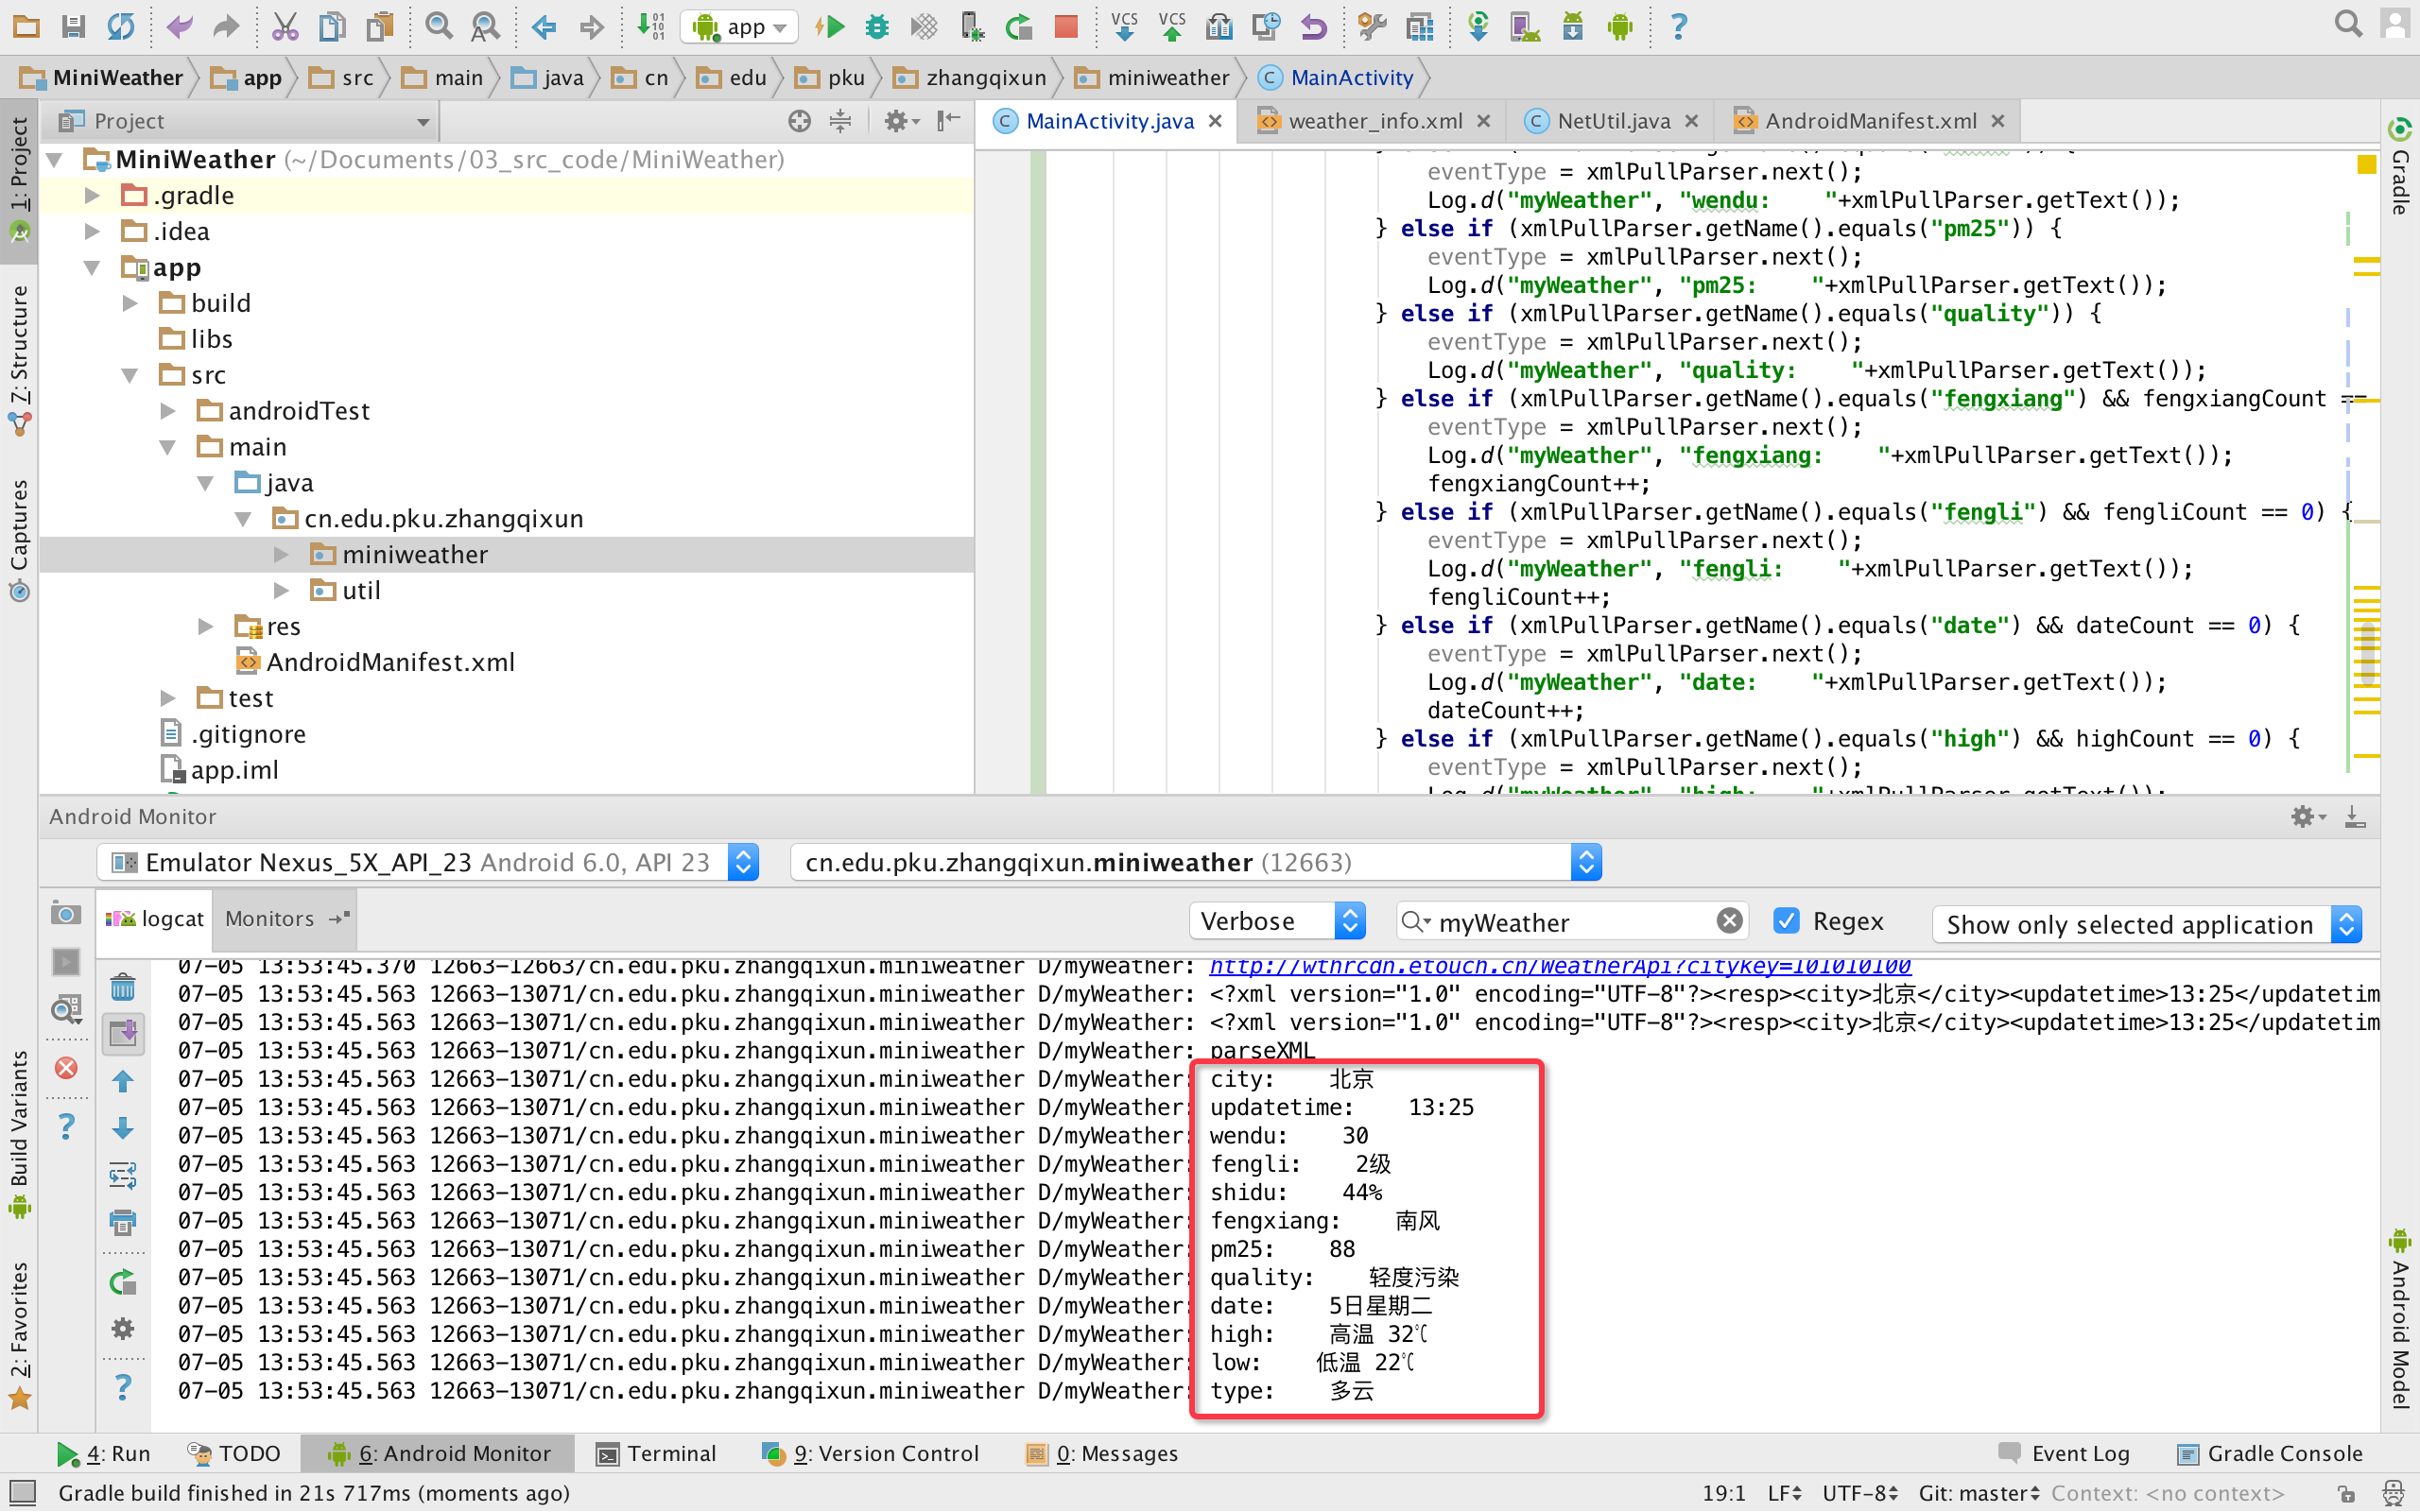 app
VCS VCS
MiniWeather app src main java cn edu pku zhangqixun miniweather MainActivity
Project
MainActivity.java weather_info.xml NetUtil.java AndroidManifest.xml
1: Project
7: Structure
Captures
Build Variants
2: Favorites
MiniWeather (~/Documents/03_src_code/MiniWeather)
.gradle
.idea
app
build
libs
src
androidTest
main
java
cn.edu.pku.zhangqixun
miniweather
util
res
AndroidManifest.xml
test
.gitignore
app.iml
eventType = xmlPullParser.next();
Log.d("myWeather", "wendu:    "+xmlPullParser.getText());
} else if (xmlPullParser.getName().equals("pm25")) {
eventType = xmlPullParser.next();
Log.d("myWeather", "pm25:    "+xmlPullParser.getText());
} else if (xmlPullParser.getName().equals("quality")) {
eventType = xmlPullParser.next();
Log.d("myWeather", "quality:    "+xmlPullParser.getText());
} else if (xmlPullParser.getName().equals("fengxiang") && fengxiangCount ==
eventType = xmlPullParser.next();
Log.d("myWeather", "fengxiang:    "+xmlPullParser.getText());
fengxiangCount++;
} else if (xmlPullParser.getName().equals("fengli") && fengliCount == 0) {
eventType = xmlPullParser.next();
Log.d("myWeather", "fengli:    "+xmlPullParser.getText());
fengliCount++;
} else if (xmlPullParser.getName().equals("date") && dateCount == 0) {
eventType = xmlPullParser.next();
Log.d("myWeather", "date:    "+xmlPullParser.getText());
dateCount++;
} else if (xmlPullParser.getName().equals("high") && highCount == 0) {
eventType = xmlPullParser.next();
Log.d("myWeather", "high:    "+xmlPullParser.getText());
Gradle
Android Model
Android Monitor
Emulator Nexus_5X_API_23 Android 6.0, API 23 cn.edu.pku.zhangqixun.miniweather (12663)
logcat Monitors Verbose myWeather Regex Show only selected application
07-05 13:53:45.370 12663-12663/cn.edu.pku.zhangqixun.miniweather D/myWeather: http://wthrcdn.etouch.cn/WeatherApi?citykey=101010100
07-05 13:53:45.563 12663-13071/cn.edu.pku.zhangqixun.miniweather D/myWeather: <?xml version="1.0" encoding="UTF-8"?><resp><city>北京</city><updatetime>13:25</updatetim
07-05 13:53:45.563 12663-13071/cn.edu.pku.zhangqixun.miniweather D/myWeather: <?xml version="1.0" encoding="UTF-8"?><resp><city>北京</city><updatetime>13:25</updatetim
07-05 13:53:45.563 12663-13071/cn.edu.pku.zhangqixun.miniweather D/myWeather: parseXML
07-05 13:53:45.563 12663-13071/cn.edu.pku.zhangqixun.miniweather D/myWeather: city:    北京
07-05 13:53:45.563 12663-13071/cn.edu.pku.zhangqixun.miniweather D/myWeather: updatetime:    13:25
07-05 13:53:45.563 12663-13071/cn.edu.pku.zhangqixun.miniweather D/myWeather: wendu:    30
07-05 13:53:45.563 12663-13071/cn.edu.pku.zhangqixun.miniweather D/myWeather: fengli:    2级
07-05 13:53:45.563 12663-13071/cn.edu.pku.zhangqixun.miniweather D/myWeather: shidu:    44%
07-05 13:53:45.563 12663-13071/cn.edu.pku.zhangqixun.miniweather D/myWeather: fengxiang:    南风
07-05 13:53:45.563 12663-13071/cn.edu.pku.zhangqixun.miniweather D/myWeather: pm25:    88
07-05 13:53:45.563 12663-13071/cn.edu.pku.zhangqixun.miniweather D/myWeather: quality:    轻度污染
07-05 13:53:45.563 12663-13071/cn.edu.pku.zhangqixun.miniweather D/myWeather: date:    5日星期二
07-05 13:53:45.563 12663-13071/cn.edu.pku.zhangqixun.miniweather D/myWeather: high:    高温 32℃
07-05 13:53:45.563 12663-13071/cn.edu.pku.zhangqixun.miniweather D/myWeather: low:    低温 22℃
07-05 13:53:45.563 12663-13071/cn.edu.pku.zhangqixun.miniweather D/myWeather: type:    多云
4: Run TODO 6: Android Monitor Terminal 9: Version Control 0: Messages Event Log Gradle Console
Gradle build finished in 21s 717ms (moments ago) 19:1 LF UTF-8 Git: master Context: <no context>